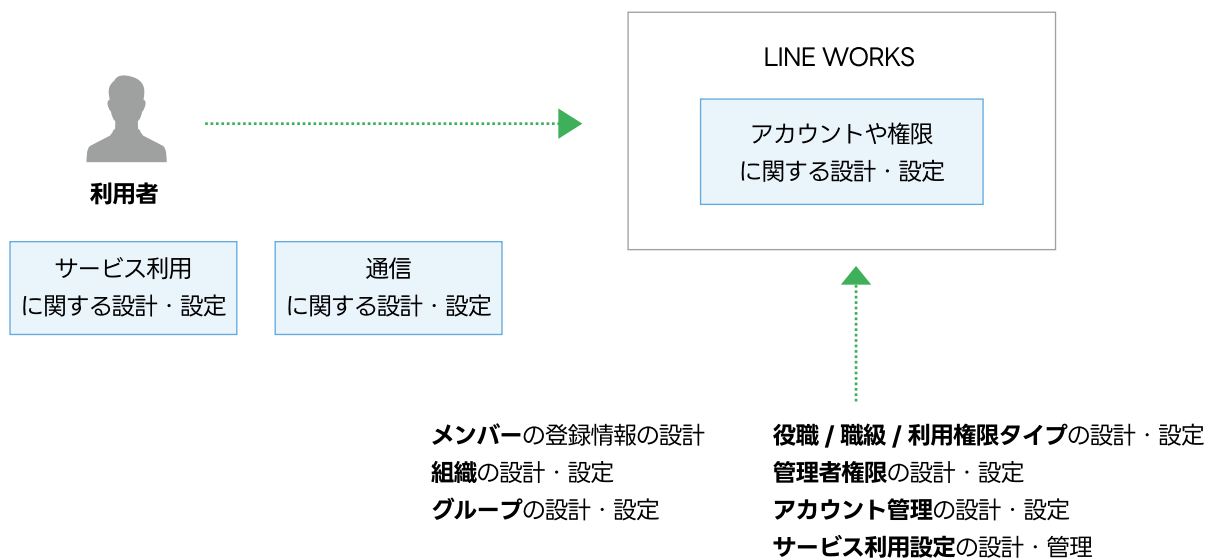 LINE WORKS
アカウントや権限
に関する設計・設定
利用者
サービス利用
に関する設計・設定
通信
に関する設計・設定
メンバーの登録情報の設計
組織の設計・設定
グループの設計・設定
役職 / 職級 / 利用権限タイプの設計・設定
管理者権限の設計・設定
アカウント管理の設計・設定
サービス利用設定の設計・管理